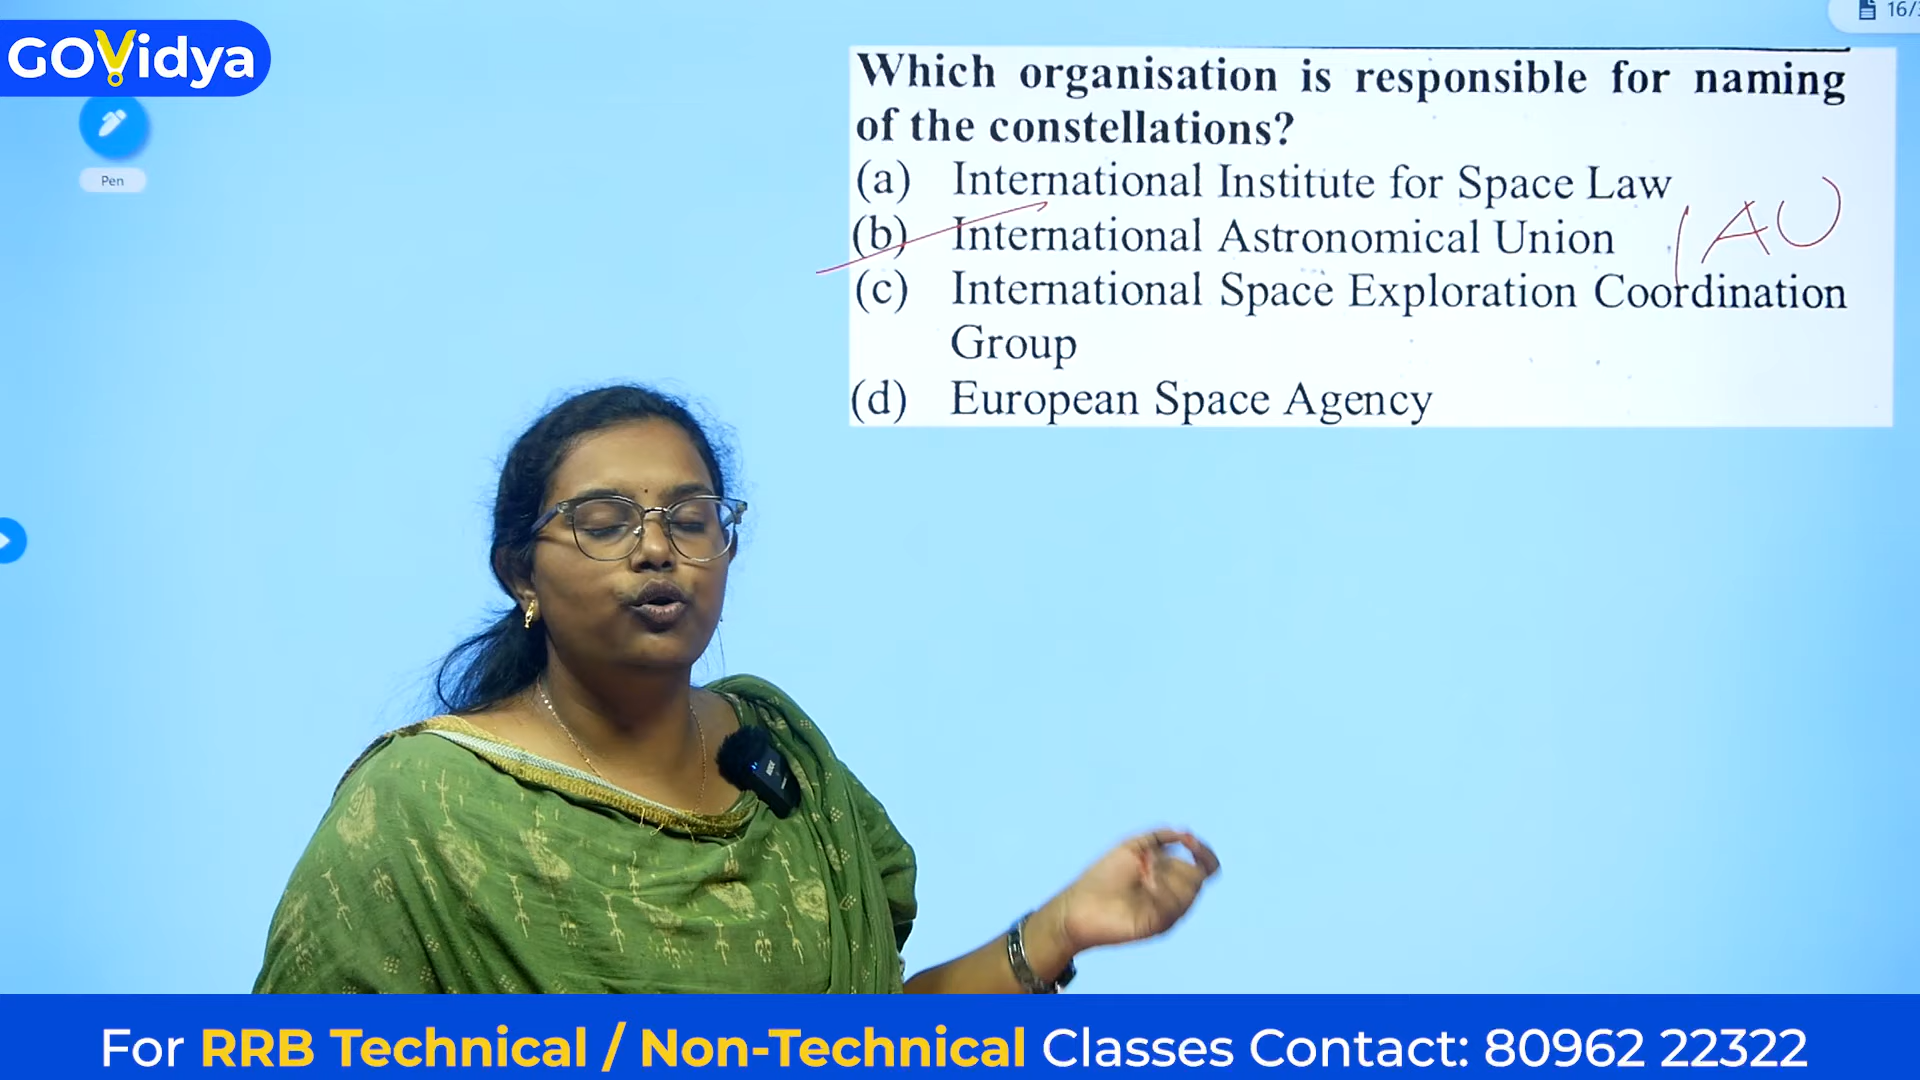 GOVidya
16/
Pen
Which organisation is responsible for naming
of the constellations?
(a) International Institute for Space Law
(b) International Astronomical Union
IAU
(c) International Space Exploration Coordination
Group
(d) European Space Agency
For RRB Technical / Non-Technical Classes Contact: 80962 22322